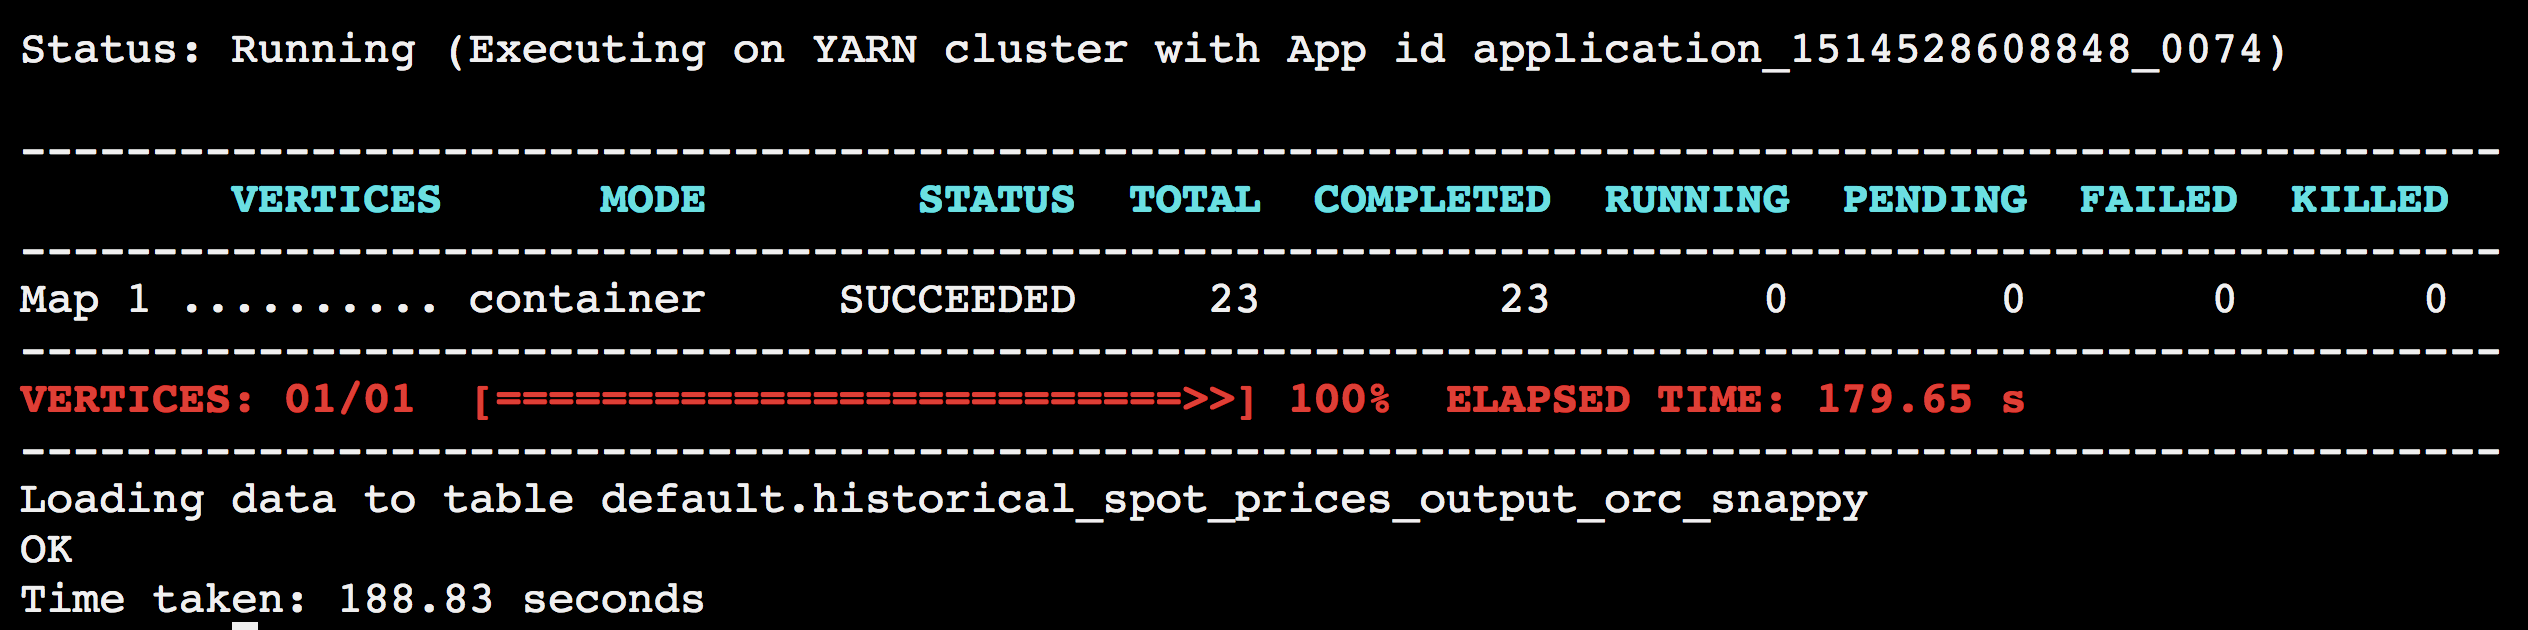 Status: Running (Executing on YARN cluster with App id application_1514528608848_0074)
----------------------------------------------------------------------------------------------
        VERTICES      MODE        STATUS  TOTAL  COMPLETED  RUNNING  PENDING  FAILED  KILLED
----------------------------------------------------------------------------------------------
Map 1 .......... container     SUCCEEDED     23         23        0        0       0       0
----------------------------------------------------------------------------------------------
VERTICES: 01/01  [==========================>>] 100%  ELAPSED TIME: 179.65 s
----------------------------------------------------------------------------------------------
Loading data to table default.historical_spot_prices_output_orc_snappy
OK
Time taken: 188.83 seconds